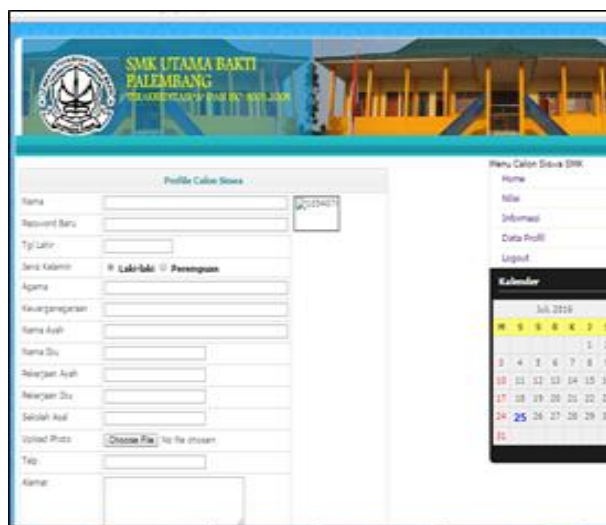 SMK UTAMA BAKTI
PALEMBANG
Menu Calon Siswa SMK
Home
Nilai
Informasi
Data Profil
Logout
Profile Calon Siswa
Nama
Password Baru
Tgl Lahir
Jenis Kelamin Laki-laki Perempuan
Agama
Kewarganegaraan
Nama Ayah
Nama Ibu
Pekerjaan Ayah
Pekerjaan Ibu
Sekolah Asal
Upload Photo Choose File No file chosen
Telp
Alamat
Kalender
Juli 2016
M S S R K J
1
3 4 5 6 7 8
10 11 12 13 14 15
17 18 19 20 21 22
24 25 26 27 28 29
31